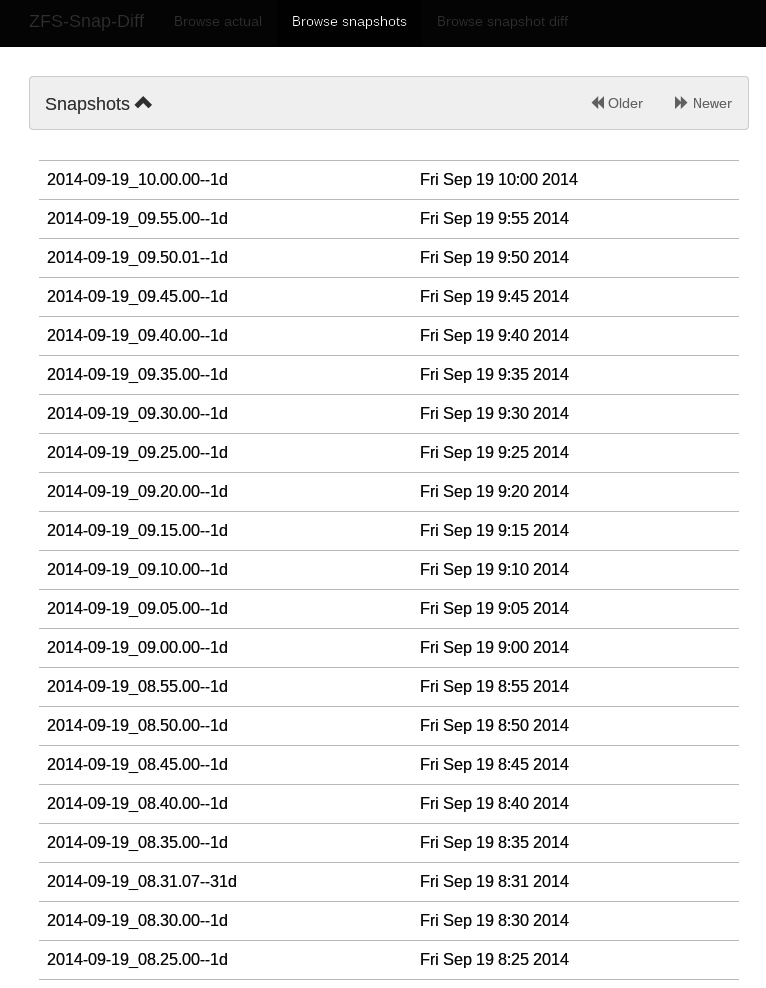 ZFS-Snap-Diff Browse actual Browse snapshots Browse snapshot diff
Snapshots Older Newer
2014-09-19_10.00.00--1d Fri Sep 19 10:00 2014
2014-09-19_09.55.00--1d Fri Sep 19 9:55 2014
2014-09-19_09.50.01--1d Fri Sep 19 9:50 2014
2014-09-19_09.45.00--1d Fri Sep 19 9:45 2014
2014-09-19_09.40.00--1d Fri Sep 19 9:40 2014
2014-09-19_09.35.00--1d Fri Sep 19 9:35 2014
2014-09-19_09.30.00--1d Fri Sep 19 9:30 2014
2014-09-19_09.25.00--1d Fri Sep 19 9:25 2014
2014-09-19_09.20.00--1d Fri Sep 19 9:20 2014
2014-09-19_09.15.00--1d Fri Sep 19 9:15 2014
2014-09-19_09.10.00--1d Fri Sep 19 9:10 2014
2014-09-19_09.05.00--1d Fri Sep 19 9:05 2014
2014-09-19_09.00.00--1d Fri Sep 19 9:00 2014
2014-09-19_08.55.00--1d Fri Sep 19 8:55 2014
2014-09-19_08.50.00--1d Fri Sep 19 8:50 2014
2014-09-19_08.45.00--1d Fri Sep 19 8:45 2014
2014-09-19_08.40.00--1d Fri Sep 19 8:40 2014
2014-09-19_08.35.00--1d Fri Sep 19 8:35 2014
2014-09-19_08.31.07--31d Fri Sep 19 8:31 2014
2014-09-19_08.30.00--1d Fri Sep 19 8:30 2014
2014-09-19_08.25.00--1d Fri Sep 19 8:25 2014